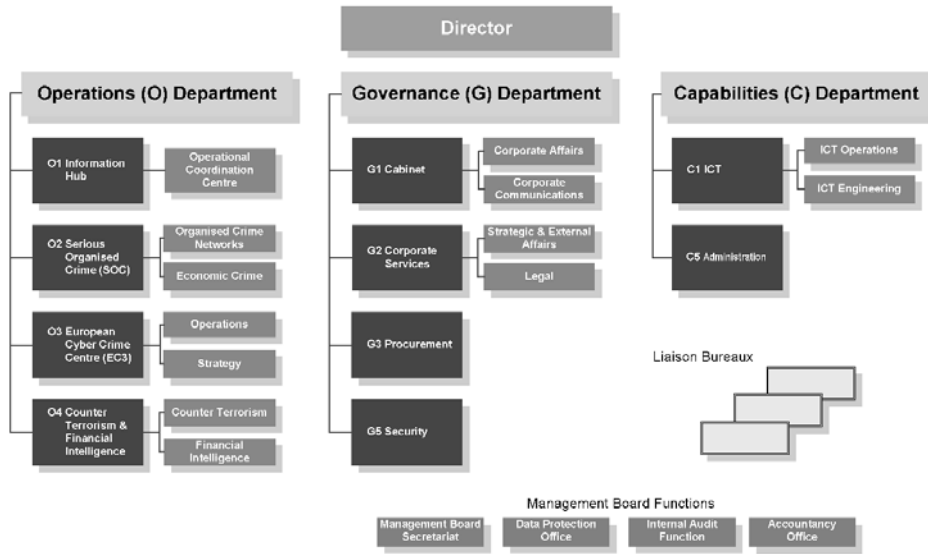 Director
Operations (O) Department
O1 Information
Hub
Operational
Coordination
Centre
O2 Serious
Organised
Crime (SOC)
Organised Crime
Networks
Economic Crime
O3 European
Cyber Crime
Centre (EC3)
Operations
Strategy
O4 Counter
Terrorism &
Financial
Intelligence
Counter Terrorism
Financial
Intelligence
Governance (G) Department
G1 Cabinet
Corporate Affairs
Corporate
Communications
G2 Corporate
Services
Strategic & External
Affairs
Legal
G3 Procurement
G5 Security
Capabilities (C) Department
C1 ICT
ICT Operations
ICT Engineering
C5 Administration
Liaison Bureaux
Management Board Functions
Management Board
Secretariat
Data Protection
Office
Internal Audit
Function
Accountancy
Office